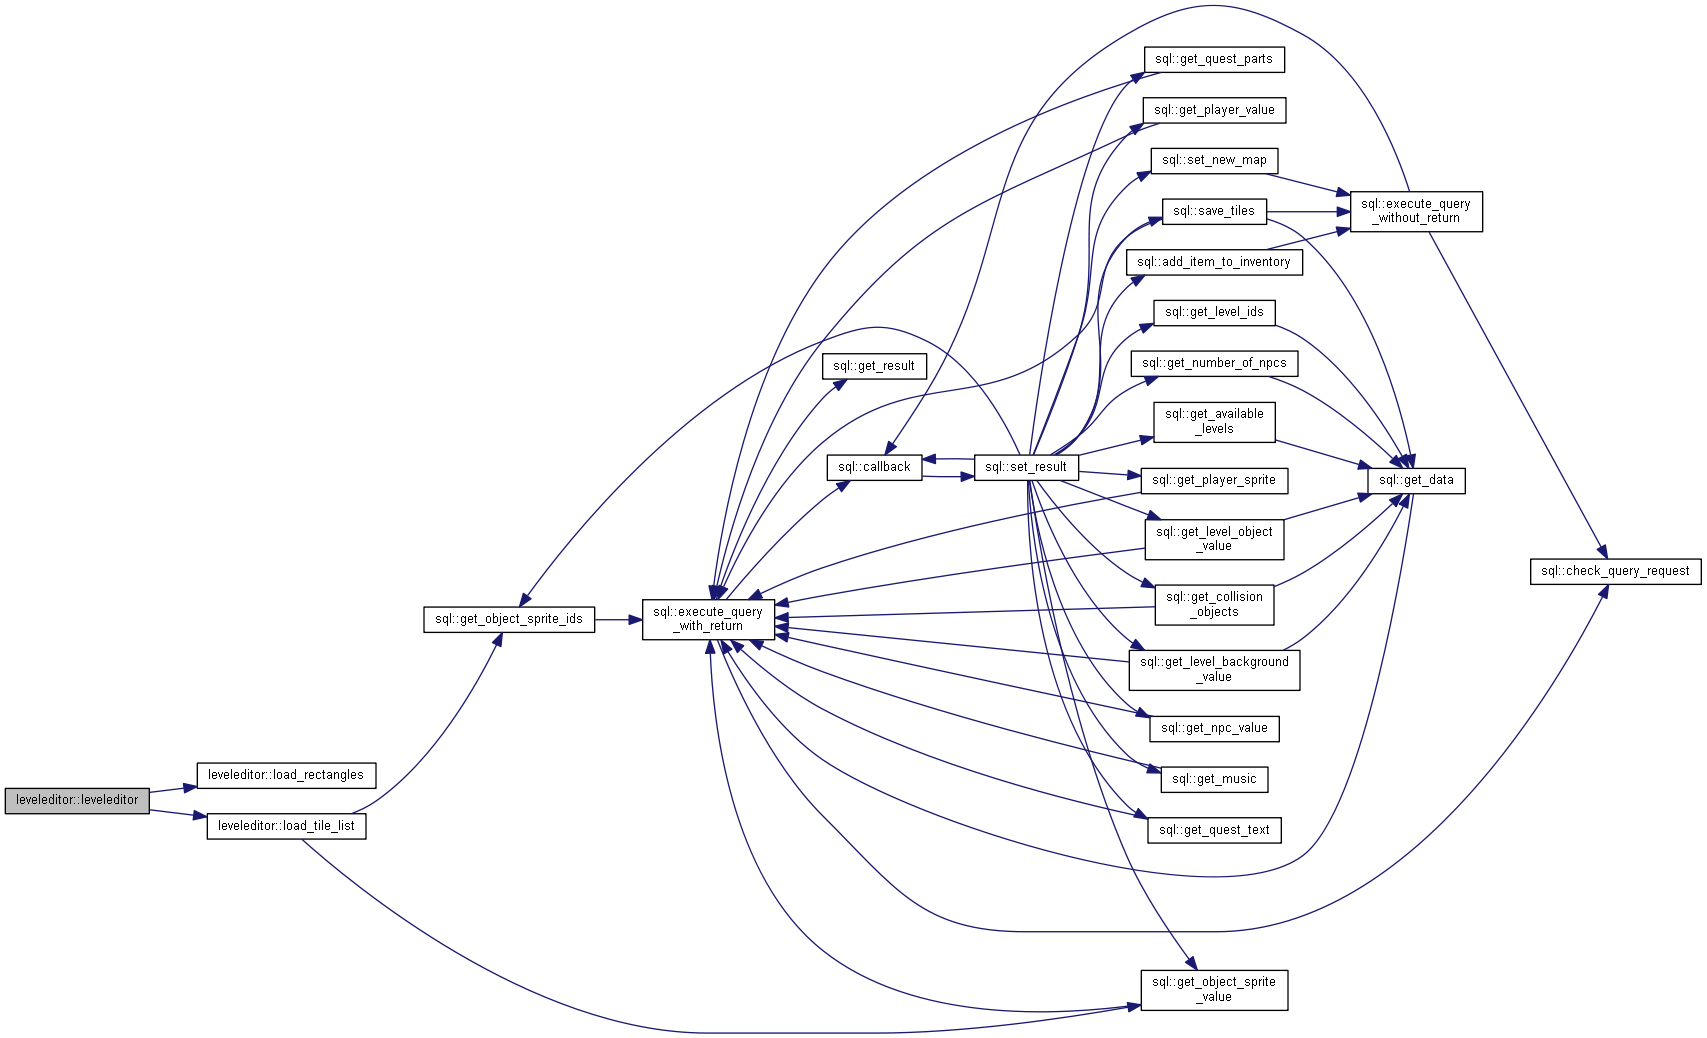 sql::get_quest_parts
sql::get_player_value
sql::set_new_map
sql::execute_query
_without_return
sql::save_tiles
sql::add_item_to_inventory
sql::get_level_ids
sql::get_result
sql::get_number_of_npcs
sql::get_available
_levels
sql::callback
sql::set_result
sql::get_player_sprite
sql::get_data
sql::get_level_object
_value
sql::check_query_request
sql::get_collision
_objects
sql::get_object_sprite_ids
sql::execute_query
_with_return
sql::get_level_background
_value
sql::get_npc_value
leveleditor::load_rectangles
sql::get_music
leveleditor::leveleditor
leveleditor::load_tile_list
sql::get_quest_text
sql::get_object_sprite
_value